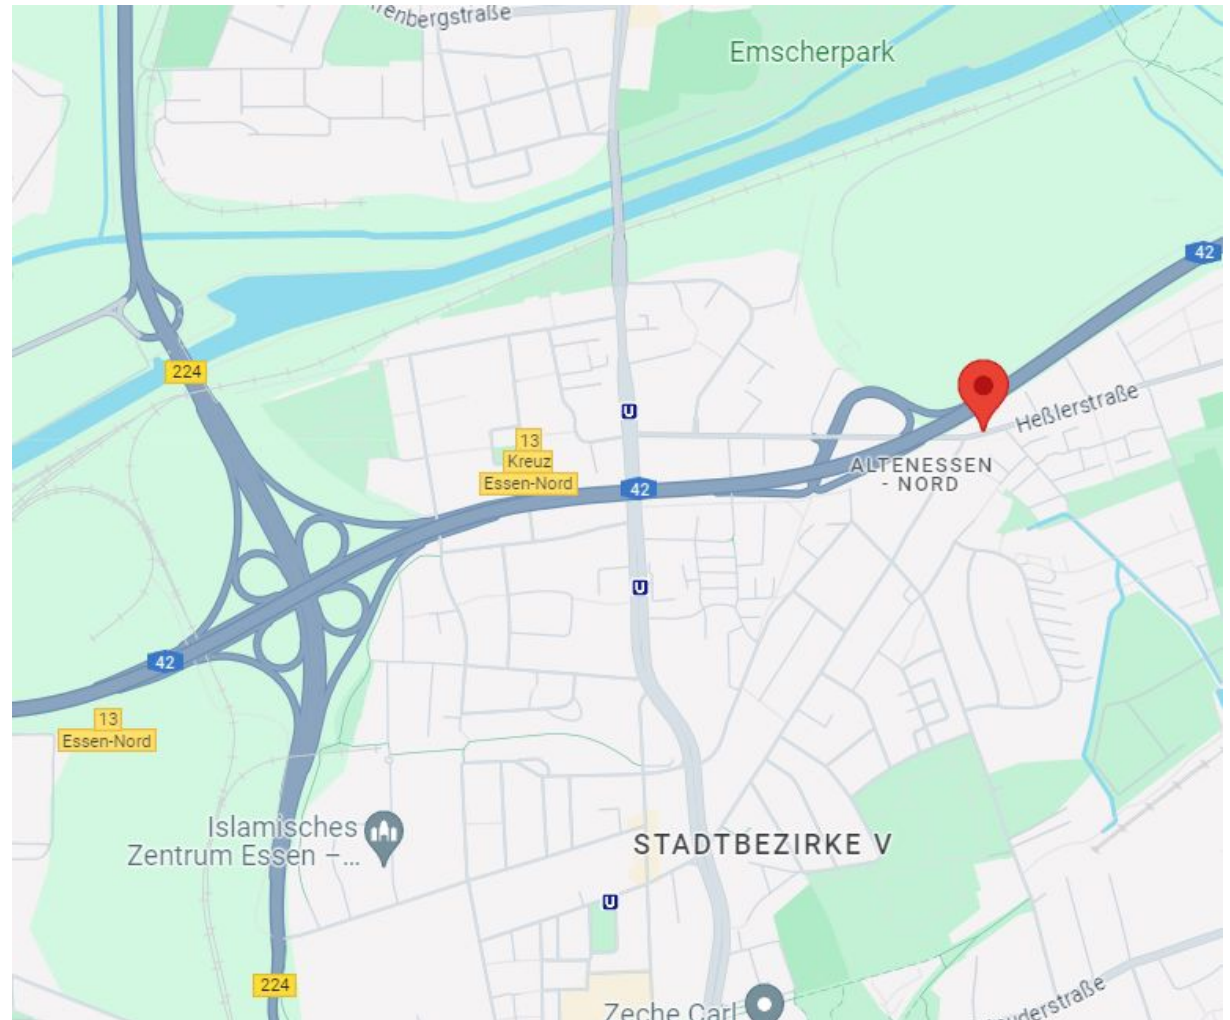 Emscherpark
42
224
Heßlerstraße
13
Kreuz
Essen-Nord
42
ALTENESSEN
- NORD
U
U
42
13
Essen-Nord
Islamisches
Zentrum Essen –...
STADTBEZIRKE V
U
224
Zeche Carl